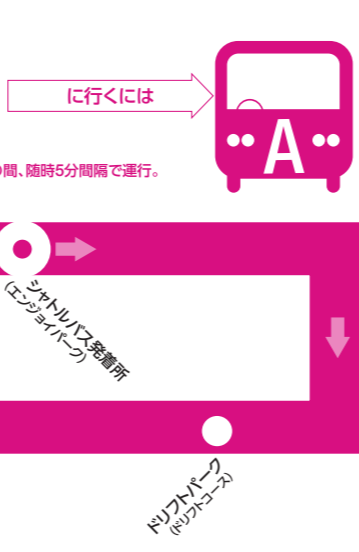 に行くには
A
間、随時5分間隔で運行。
シャトルバス発着所
(エンジョイパーク)
ドリフトパーク
(ドリフトコース)